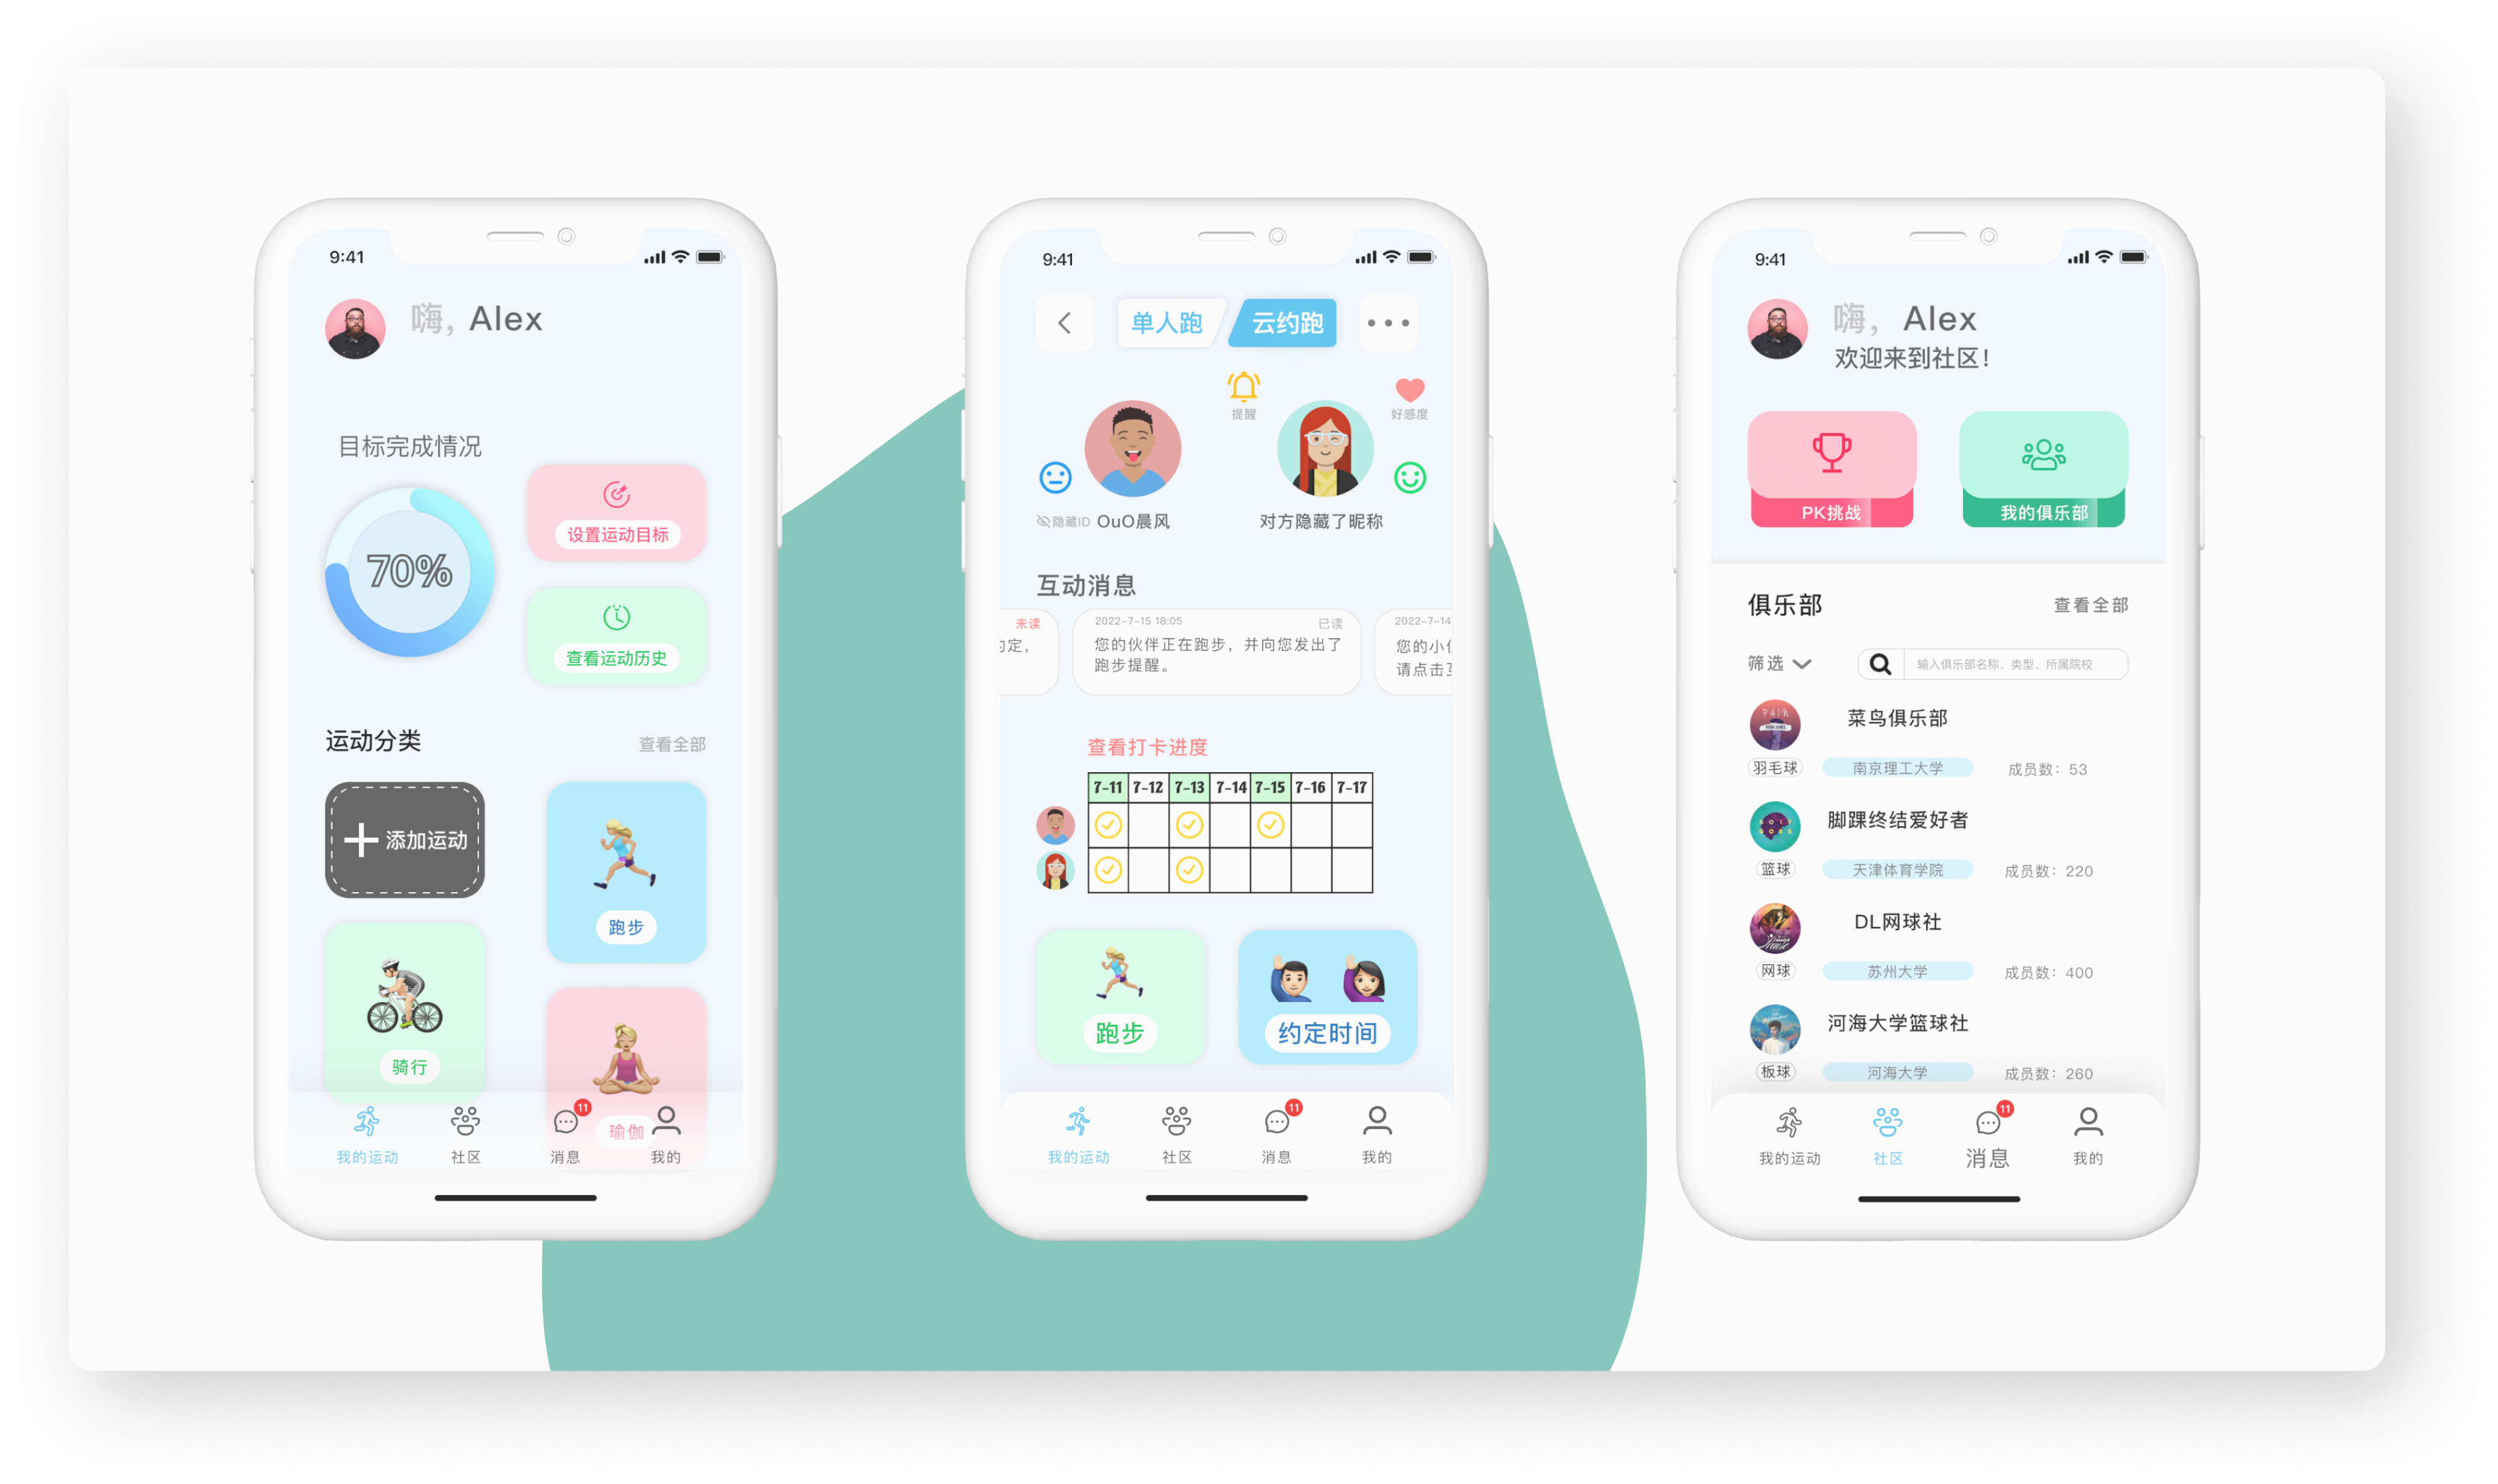 9:41
嗨, Alex
目标完成情况
70%
设置运动目标
查看运动历史
运动分类
查看全部
添加运动
跑步
骑行
瑜伽
11
我的运动
社区
消息
我的
9:41
单人跑
云约跑
提醒
好感度
隐藏ID
OuO晨风
对方隐藏了昵称
互动消息
未读
定，
2022-7-15 18:05
已读
您的伙伴正在跑步，并向您发出了
跑步提醒。
2022-7-14
您的小
请点击
查看打卡进度
7-11 7-12 7-13 7-14 7-15 7-16 7-17
跑步
约定时间
11
我的运动
社区
消息
我的
9:41
嗨，Alex
欢迎来到社区！
PK挑战
我的俱乐部
俱乐部
查看全部
筛选
输入俱乐部名称、类型、所属院校
PAIN
菜鸟俱乐部
羽毛球
南京理工大学
成员数：53
脚踝终结爱好者
篮球
天津体育学院
成员数：220
DL网球社
网球
苏州大学
成员数：400
河海大学篮球社
板球
河海大学
成员数：260
11
我的运动
社区
消息
我的